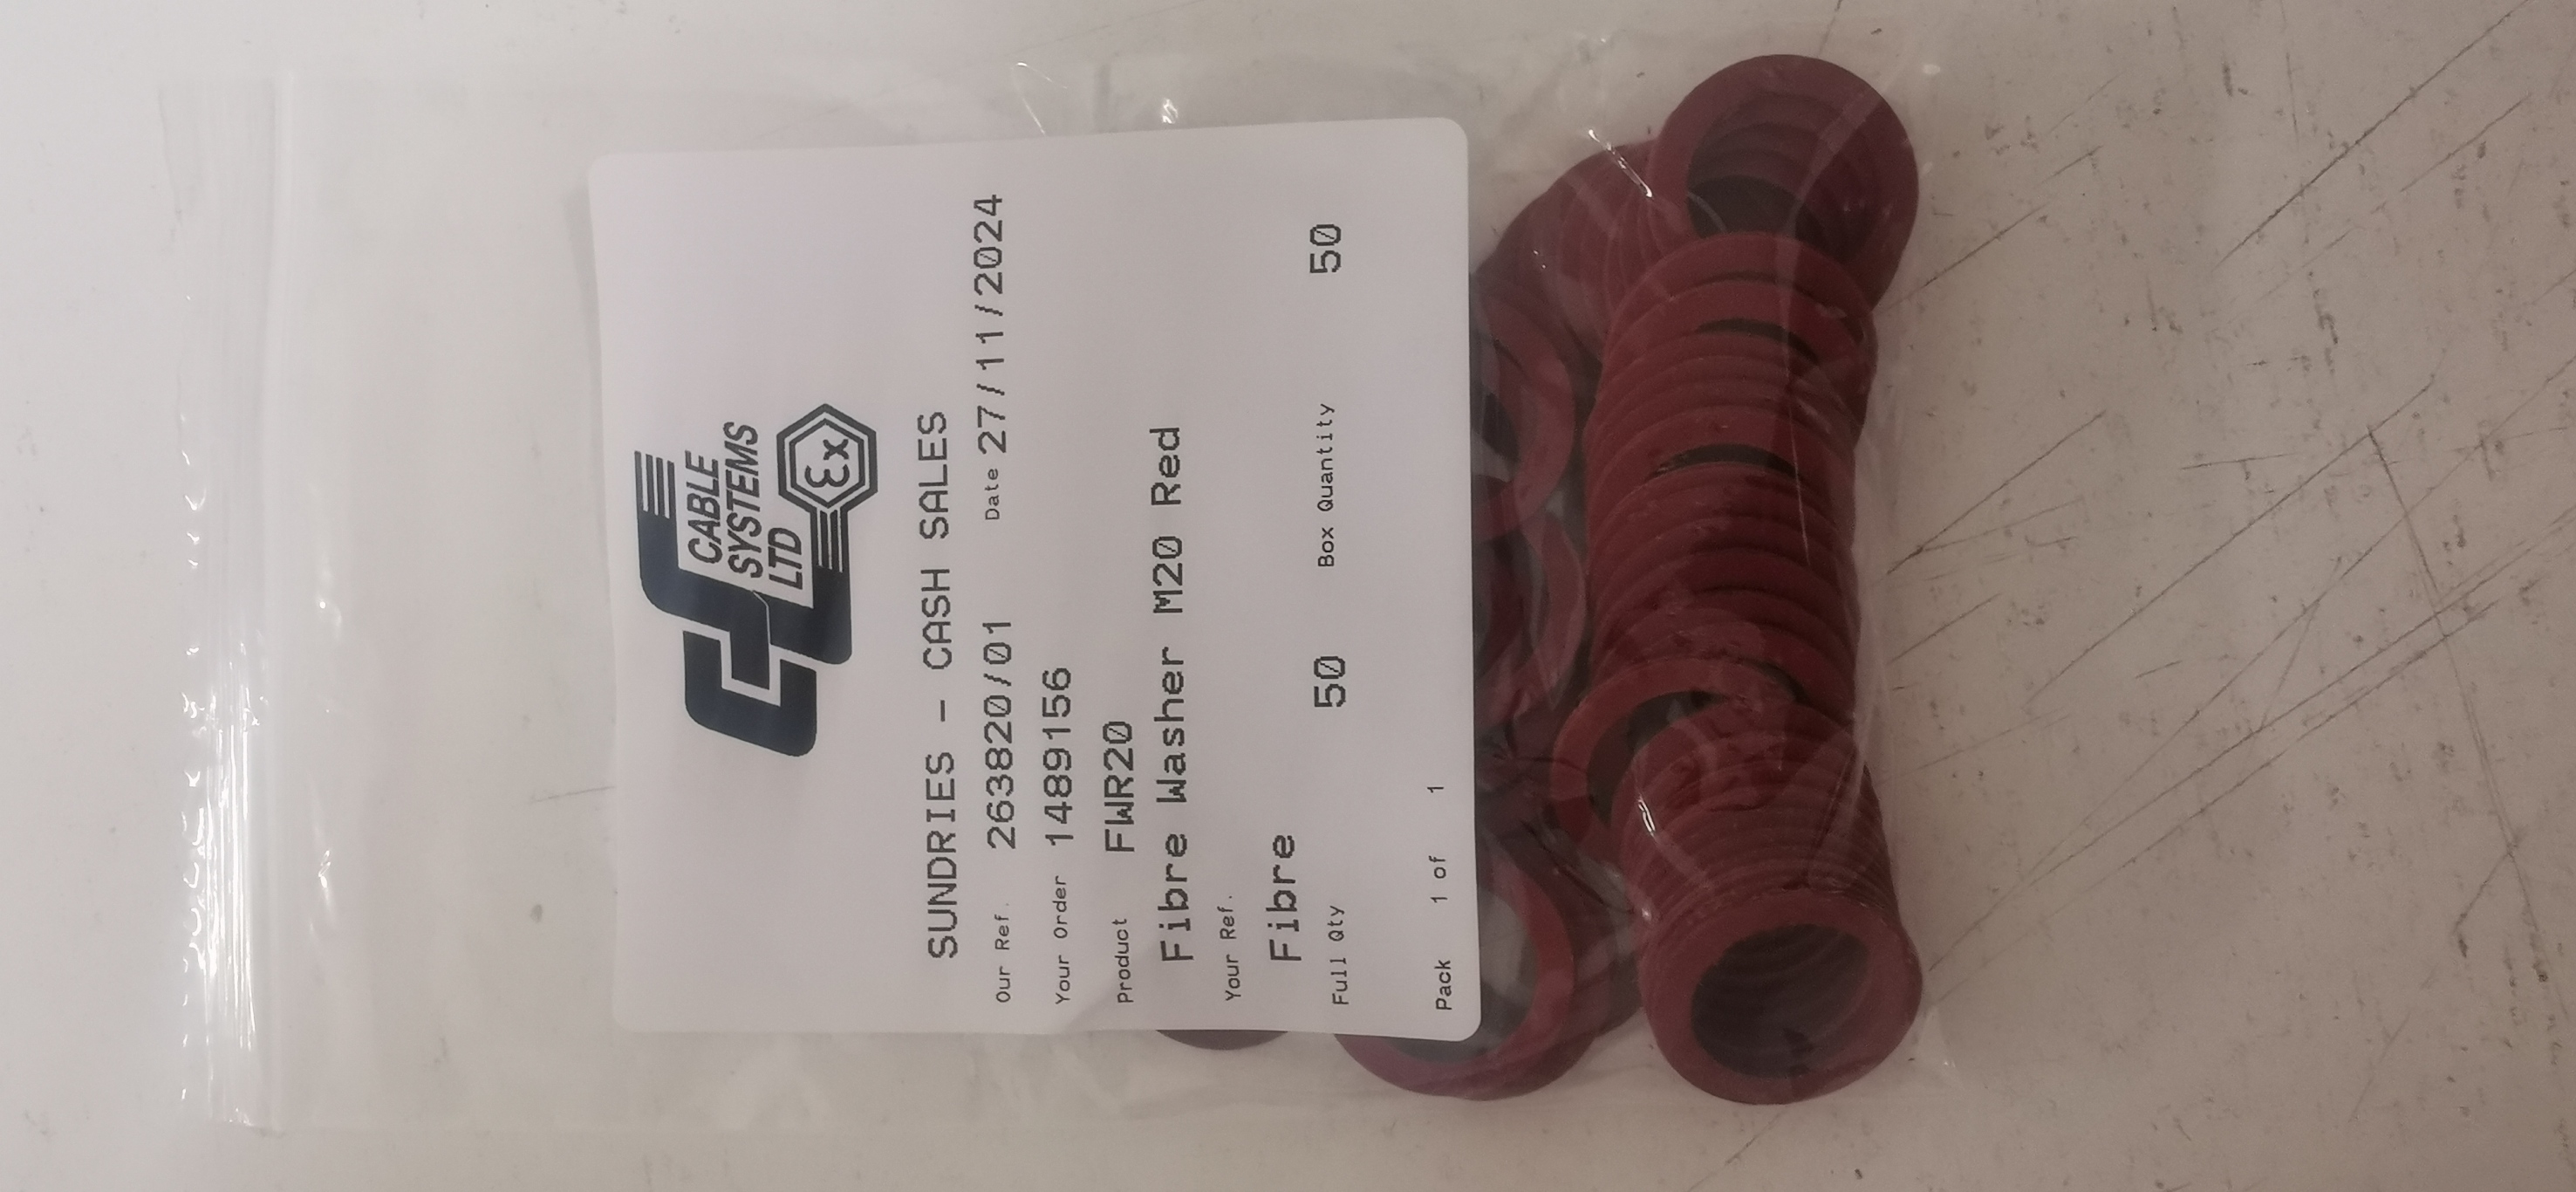 CABLE
SYSTEMS
LTD
Ex
SUNDRIES - CASH SALES
Our Ref. 263820/01 Date 27/11/2024
Your Order 14891156
Product FWR20
Fibre Washer M20 Red
Your Ref.
Fibre
Full Qty 50 Box Quantity 50
Pack 1 of 1